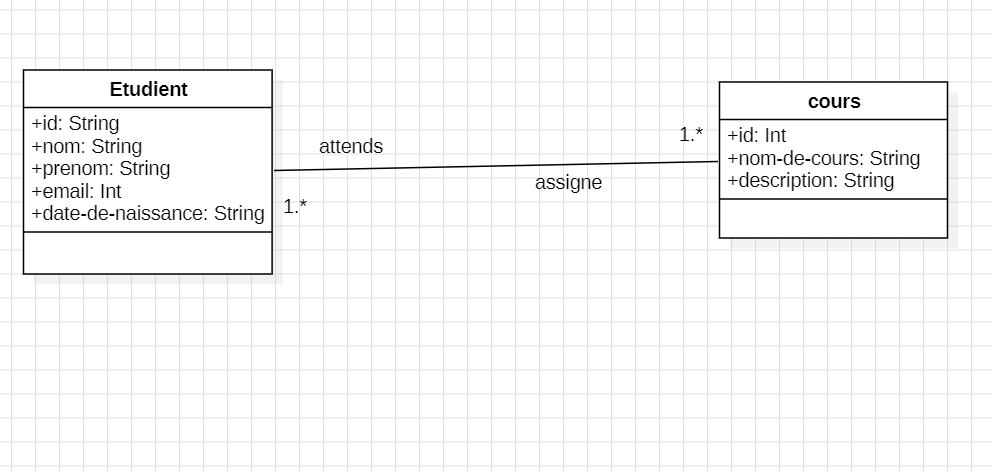 Etudient
+id: String
+nom: String
+prenom: String
+email: Int
+date-de-naissance: String
attends
1.*
1.*
assigne
cours
+id: Int
+nom-de-cours: String
+description: String